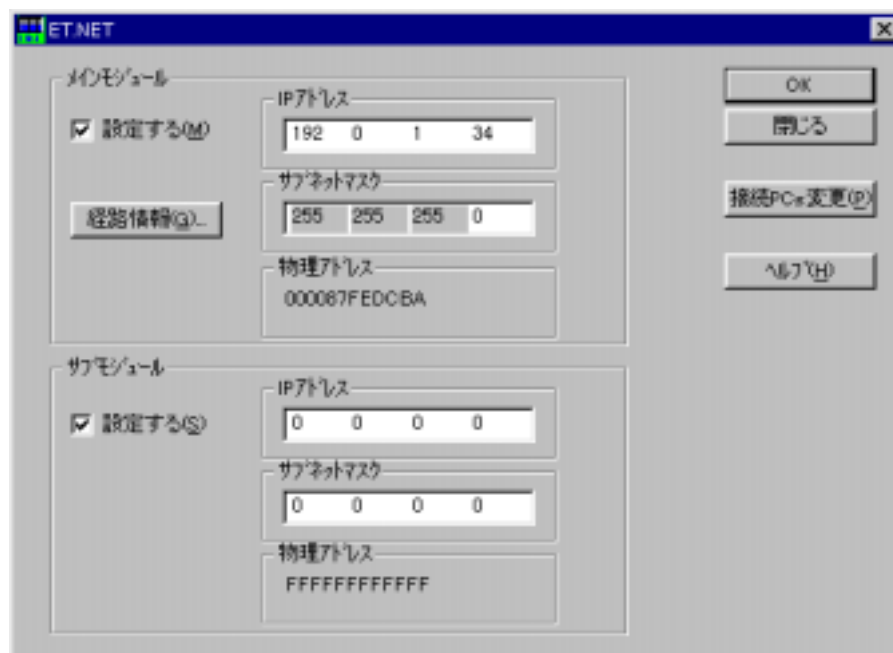 ET.NET
ﾒｲﾝﾓｼﾞｭｰﾙ
設定する(M)
経路情報(G)...
IPｱﾄﾞﾚｽ
192 0 1 34
ｻﾌﾞﾈｯﾄﾏｽｸ
255 255 255 0
物理ｱﾄﾞﾚｽ
000087FEDCBA
ｻﾌﾞﾓｼﾞｭｰﾙ
設定する(S)
IPｱﾄﾞﾚｽ
0 0 0 0
ｻﾌﾞﾈｯﾄﾏｽｸ
0 0 0 0
物理ｱﾄﾞﾚｽ
FFFFFFFFFFFF
OK
閉じる
接続PCs変更(P)
ﾍﾙﾌﾟ(H)